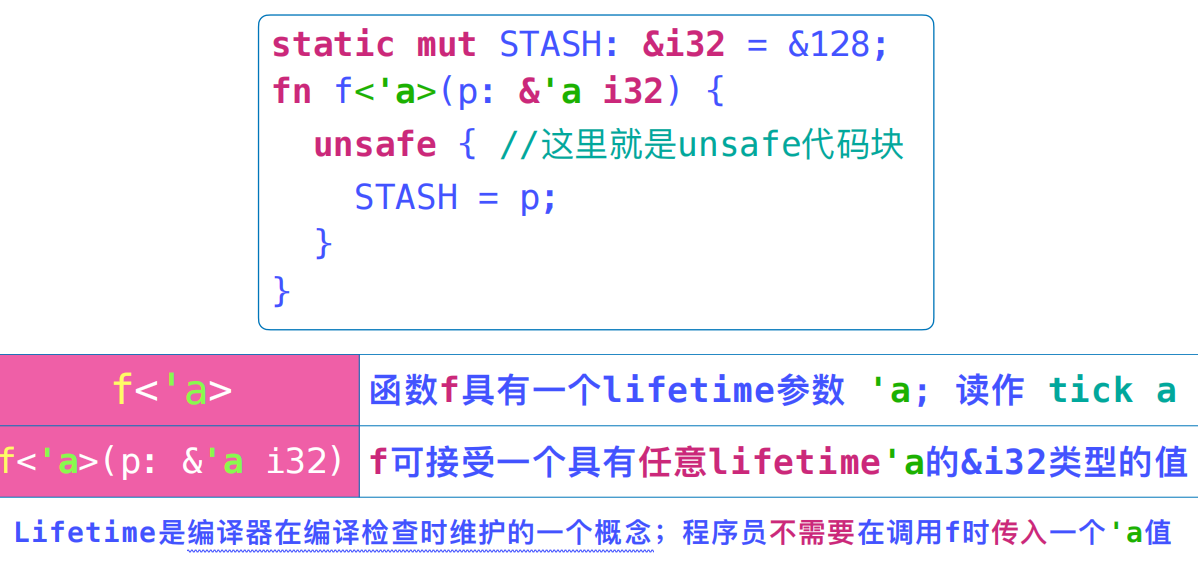 static mut STASH: &i32 = &128;
fn f<'a>(p: &'a i32) {
unsafe { //这里就是unsafe代码块
STASH = p;
}
}
f<'a> 函数f具有一个lifetime参数 'a; 读作 tick a
f<'a>(p: &'a i32) f可接受一个具有任意lifetime'a的&i32类型的值
Lifetime是编译器在编译检查时维护的一个概念；程序员不需要在调用f时传入一个'a值